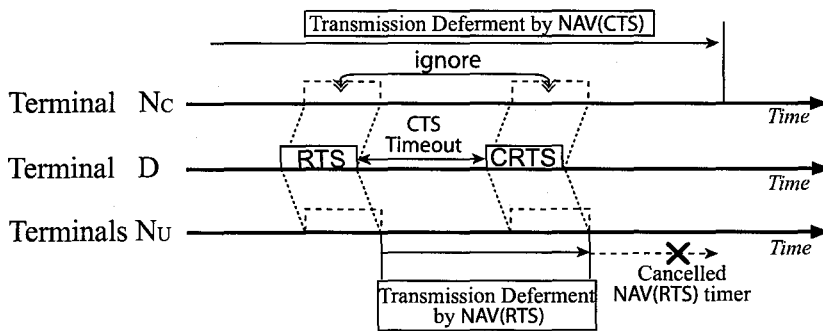 Transmission Deferment by NAV(CTS)
ignore
Terminal NC
Time
CTS
Timeout
RTS
CRTS
Terminal D
Time
Terminals NU
Time
Cancelled
NAV(RTS) timer
Transmission Deferment
by NAV(RTS)